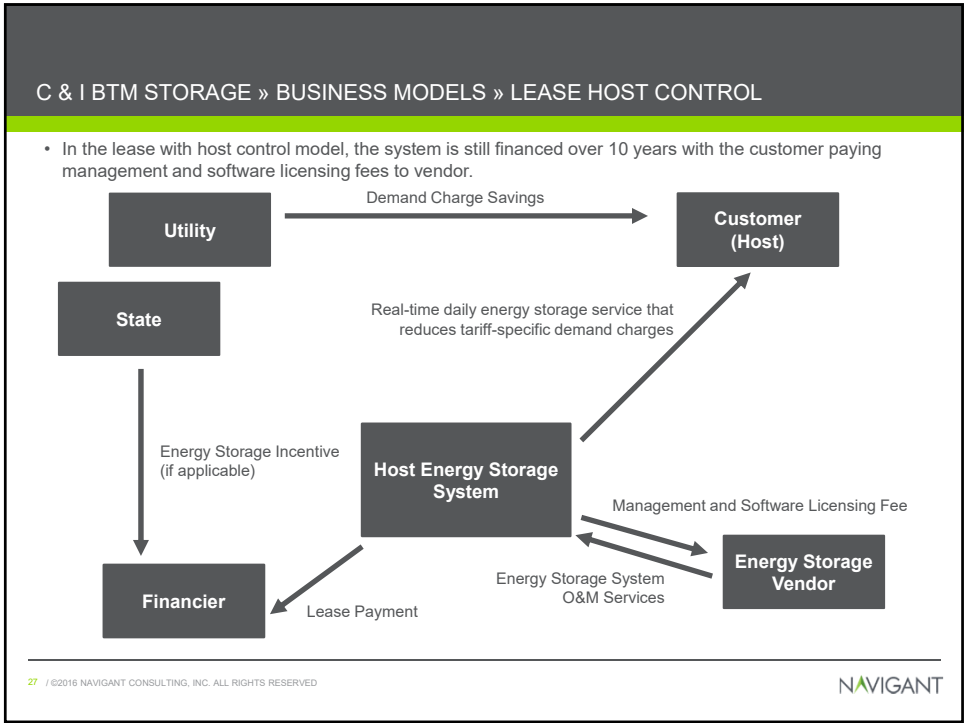 C & I BTM STORAGE » BUSINESS MODELS » LEASE HOST CONTROL
• In the lease with host control model, the system is still financed over 10 years with the customer paying
management and software licensing fees to vendor.
Demand Charge Savings
Utility
Customer
(Host)
State
Real-time daily energy storage service that
reduces tariff-specific demand charges
Energy Storage Incentive
(if applicable)
Host Energy Storage
System
Management and Software Licensing Fee
Energy Storage
Vendor
Energy Storage System
O&M Services
Financier
Lease Payment
27 / ©2016 NAVIGANT CONSULTING, INC. ALL RIGHTS RESERVED
NAVIGANT